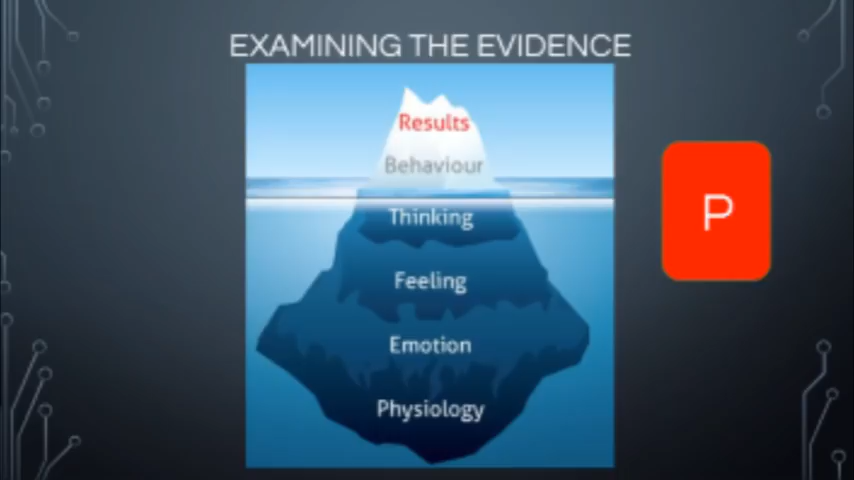 EXAMINING THE EVIDENCE
Results
Behaviour
Thinking
Feeling
Emotion
Physiology
P